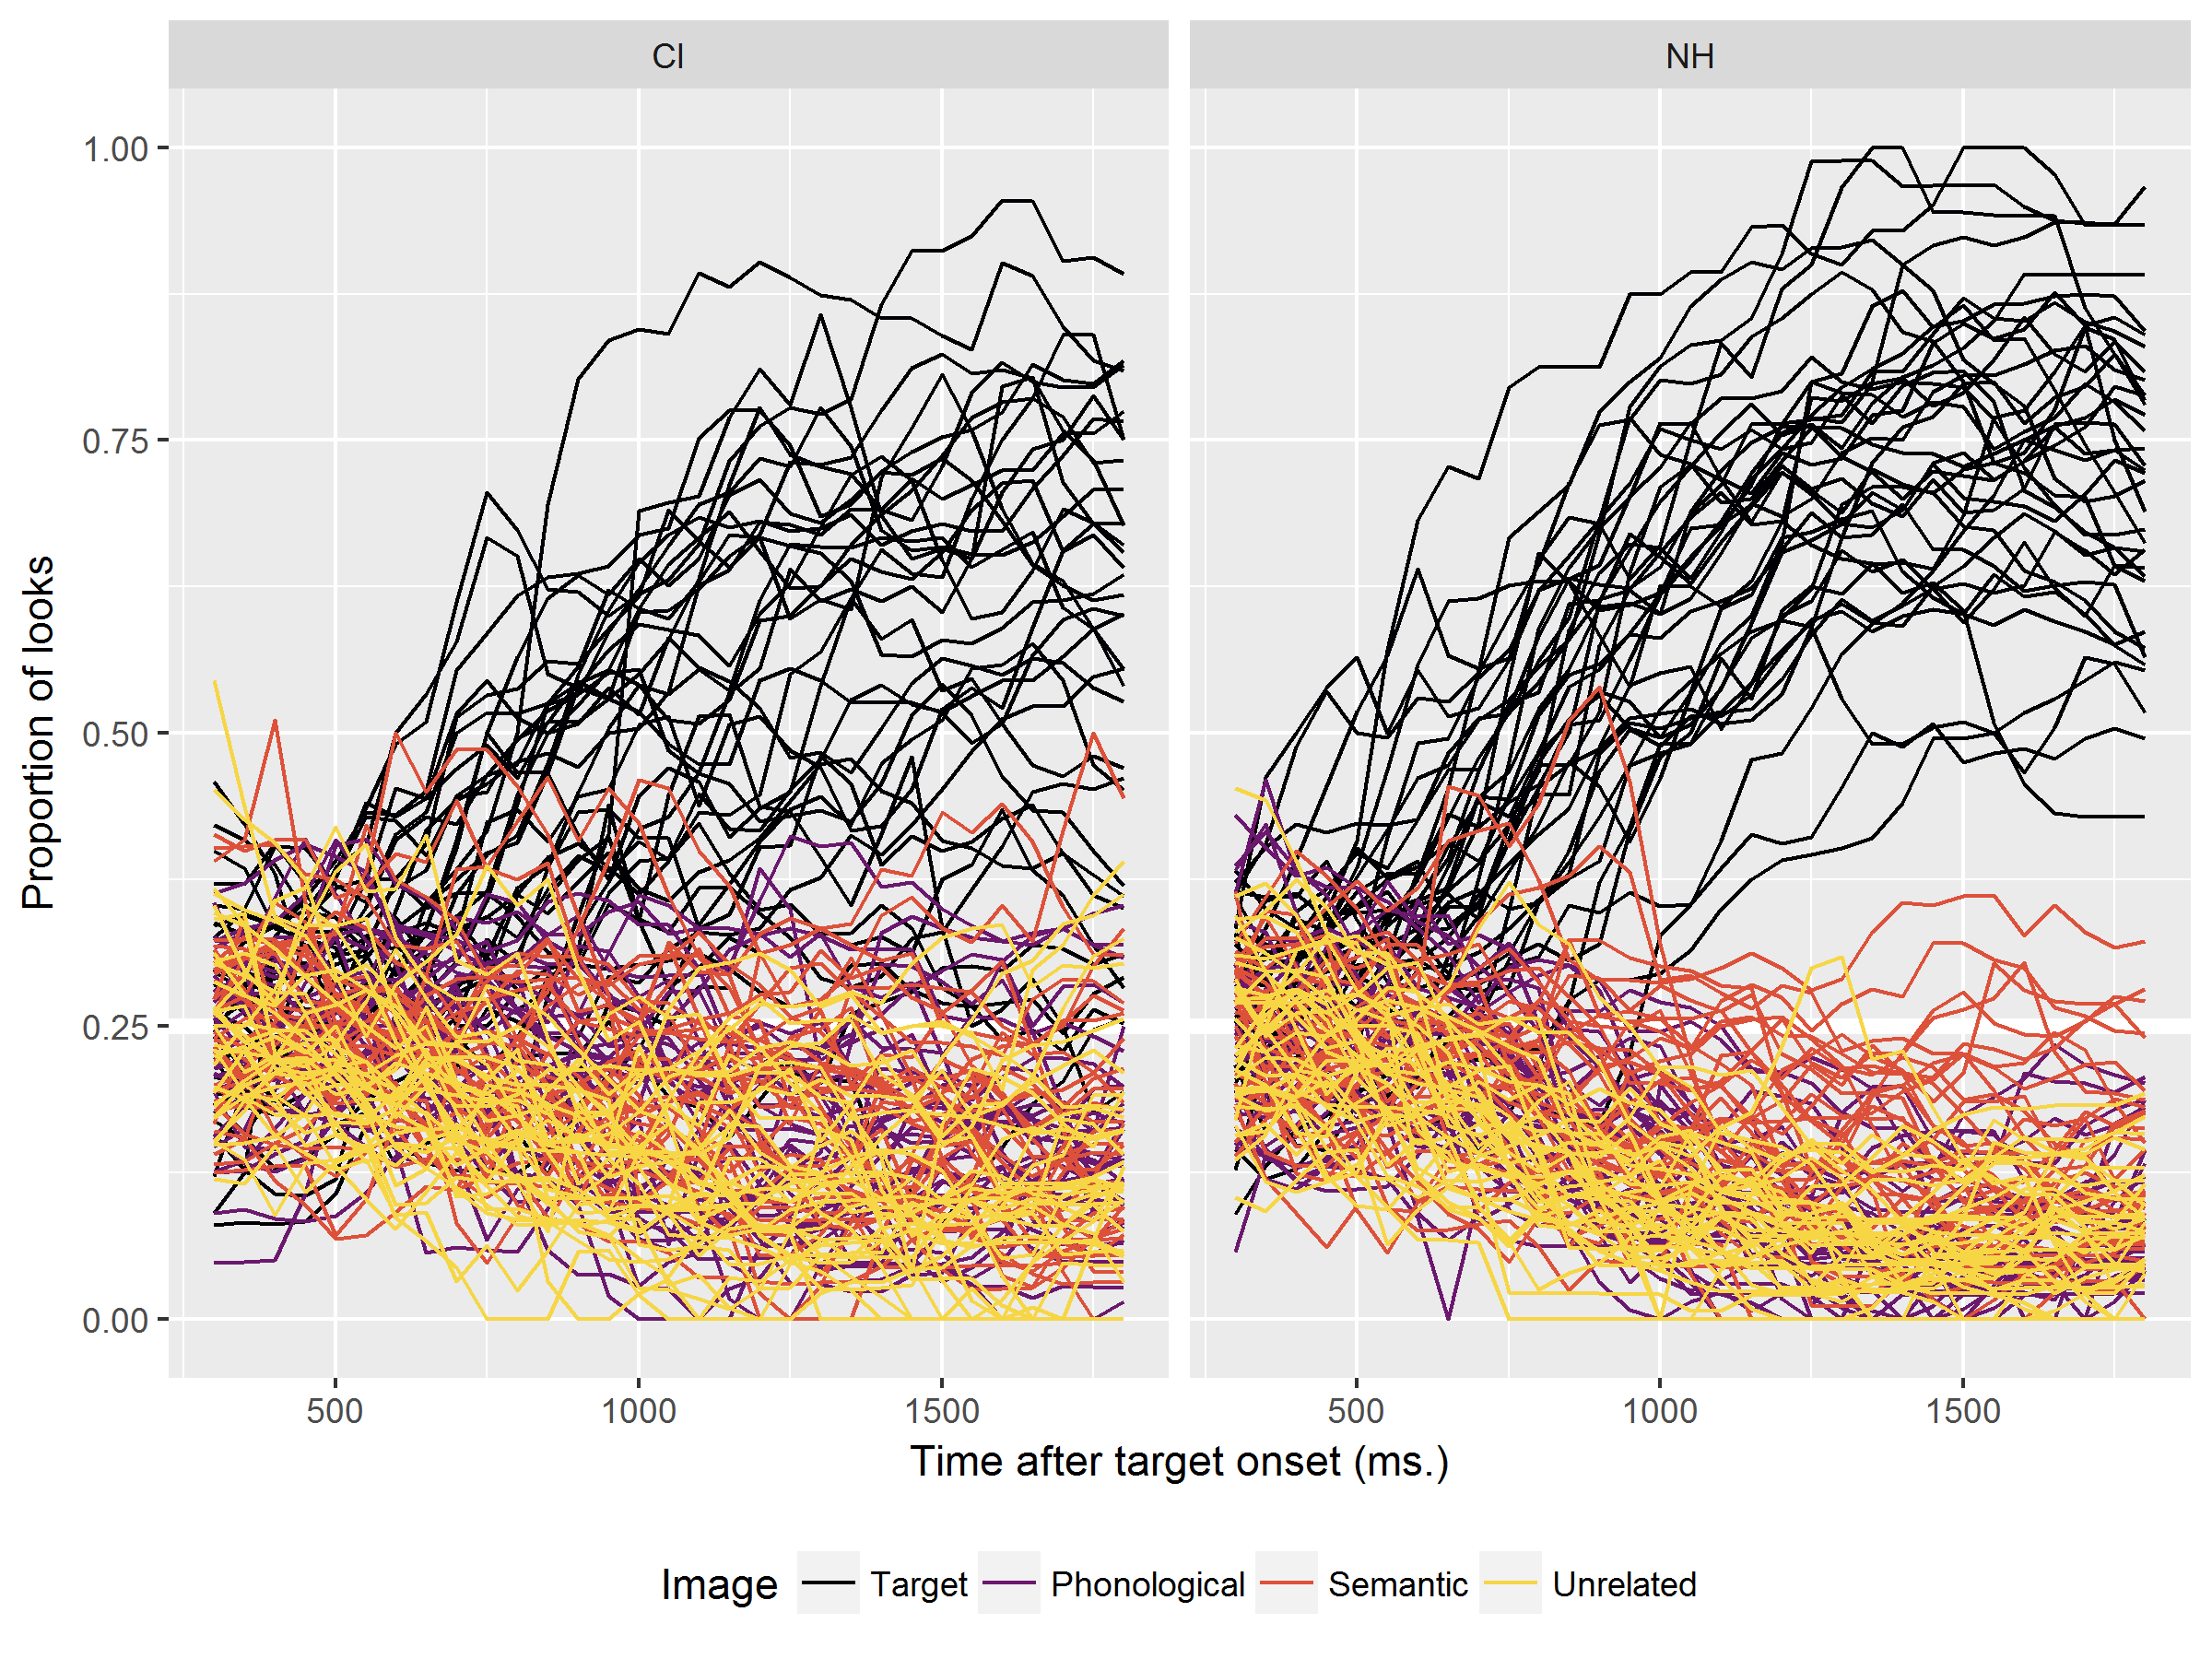 CI NH
1.00
0.75
0.50
0.25
0.00
500 1000 1500 500 1000 1500
Proportion of looks
Time after target onset (ms.)
Image Target Phonological Semantic Unrelated